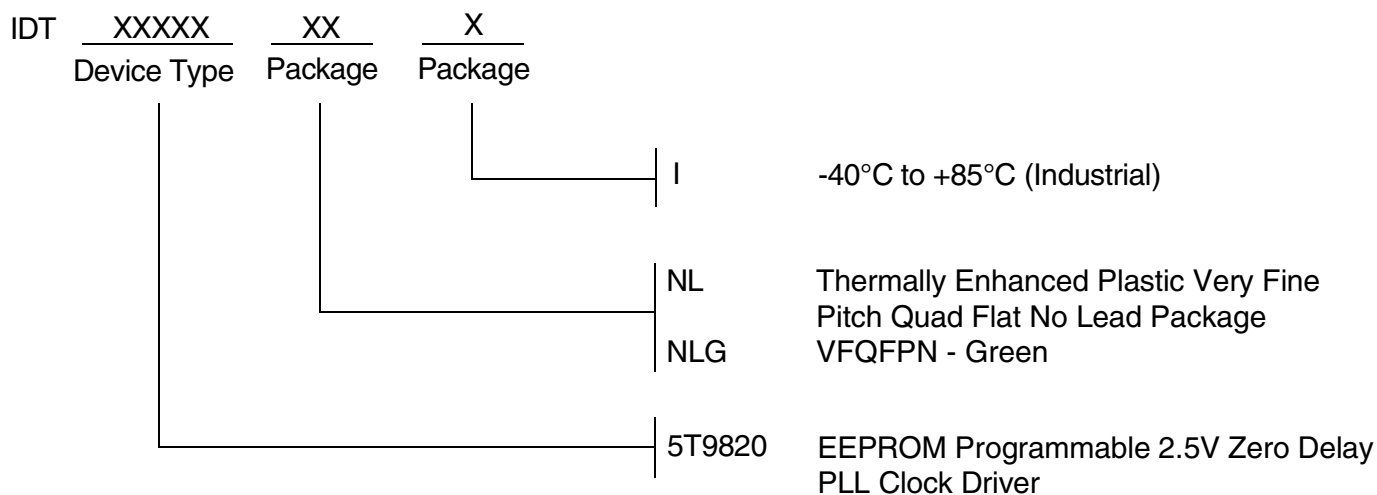 IDT XXXXX XX X
Device Type Package Package
I -40°C to +85°C (Industrial)
NL Thermally Enhanced Plastic Very Fine
Pitch Quad Flat No Lead Package
NLG VFQFPN - Green
5T9820 EEPROM Programmable 2.5V Zero Delay
PLL Clock Driver